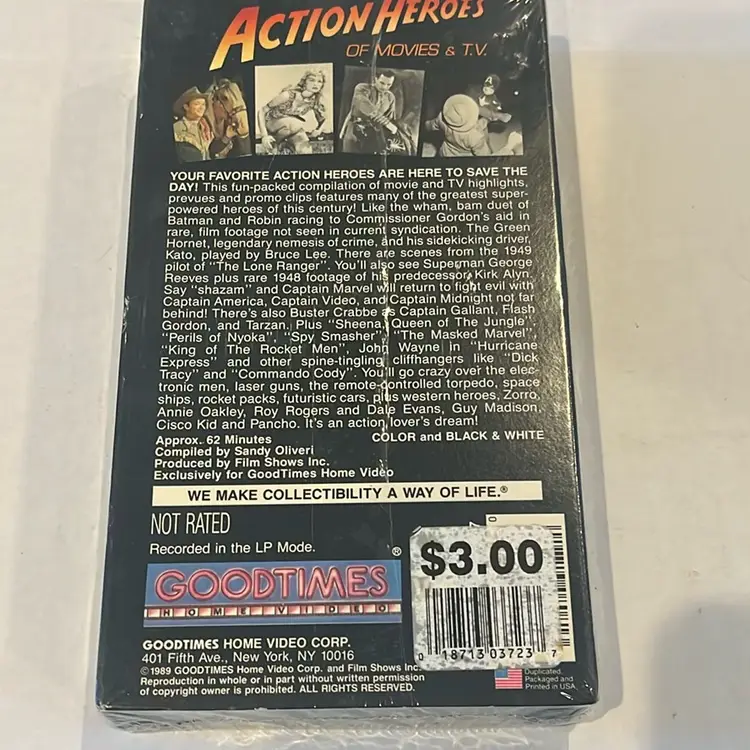 ACTION HEROES
OF MOVIES & T.V.
YOUR FAVORITE ACTION HEROES ARE HERE TO SAVE THE
DAY! This fun-packed compilation of movie and TV highlights,
prevues and promo clips features many of the greatest super-
powered heroes of this century! Like the wham, bam duet of
Batman and Robin racing to Commissioner Gordon's aid in
rare, film footage not seen in current syndication. The Green
Hornet, legendary nemesis of crime, and his sidekicking driver,
Kato, played by Bruce Lee. There are scenes from the 1949
pilot of "The Lone Ranger". You'll also see Superman George
Reeves plus rare 1948 footage of his predecessor, Kirk Alyn.
Say "shazam" and Captain Marvel will return to fight evil with
Captain America, Captain Video, and Captain Midnight not far
behind! There's also Buster Crabbe as Captain Gallant, Flash
Gordon, and Tarzan. Plus "Sheena, Queen of The Jungle",
"Perils of Nyoka", "Spy Smasher", "The Masked Marvel",
"King of The Rocket Men", John Wayne in "Hurricane
Express" and other spine-tingling cliffhangers like "Dick
Tracy" and "Commando Cody". You'll go crazy over the elec-
tronic men, laser guns, the remote-controlled torpedo, space
ships, rocket packs, futuristic cars, plus western heroes, Zorro,
Annie Oakley, Roy Rogers and Dale Evans, Guy Madison,
Cisco Kid and Pancho. It's an action lover's dream!
Approx. 62 Minutes COLOR and BLACK & WHITE
Compiled by Sandy Oliveri
Produced by Film Shows Inc.
Exclusively for GoodTimes Home Video
WE MAKE COLLECTIBILITY A WAY OF LIFE.®
NOT RATED
Recorded in the LP Mode.
®
GOODTIMES
HOME VIDEO
$3.00
0
0 18713 03723 7
GOODTIMES HOME VIDEO CORP.
401 Fifth Ave., New York, NY 10016
© 1989 GOODTIMES Home Video Corp. and Film Shows Inc.
Reproduction in whole or in part without written permission
of copyright owner is prohibited. ALL RIGHTS RESERVED.
Duplicated,
Packaged and
Printed in USA